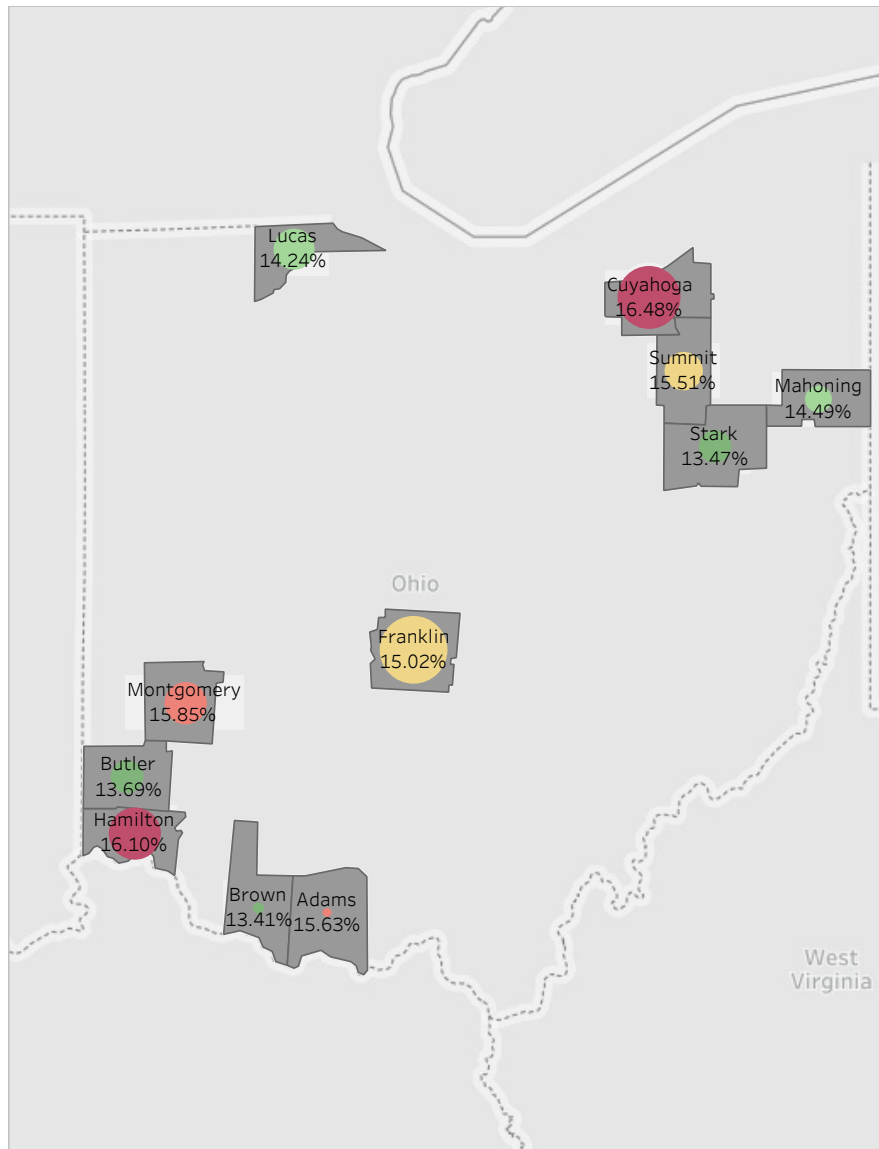 Lucas
14.24%
Cuyahoga
16.48%
Summit
15.51%
Mahoning
14.49%
Stark
13.47%
Ohio
Franklin
15.02%
Montgomery
15.85%
Butler
13.69%
Hamilton
16.10%
Brown
13.41%
Adams
15.63%
West
Virginia